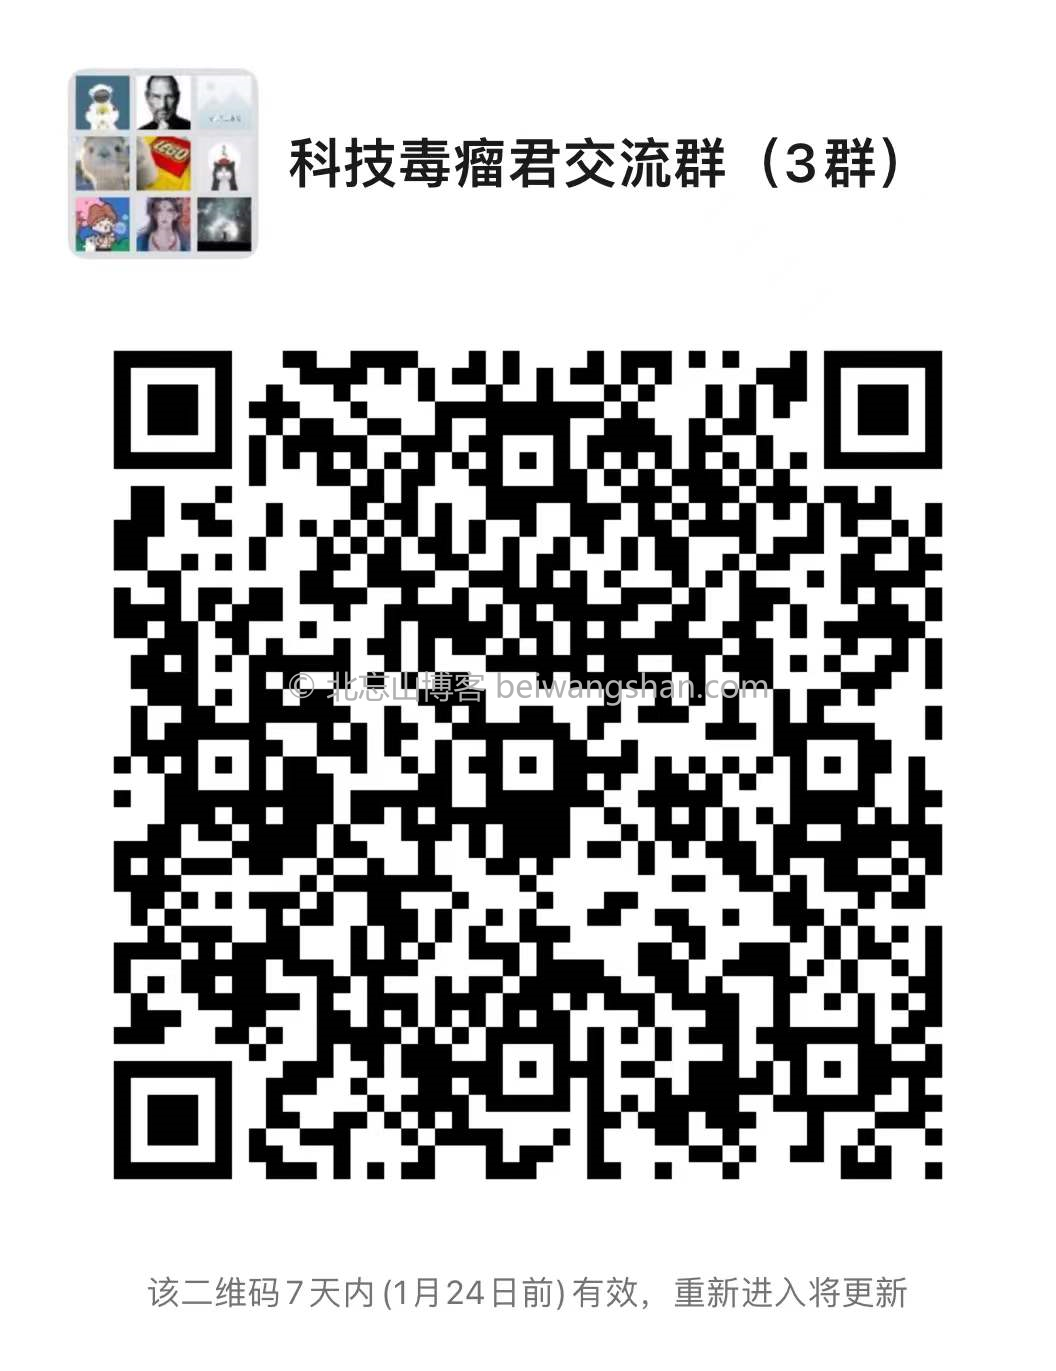 科技毒瘤君交流群（3群）
LEGO
© 北忘山博客 beiwangshan.com
该二维码7天内(1月24日前)有效，重新进入将更新